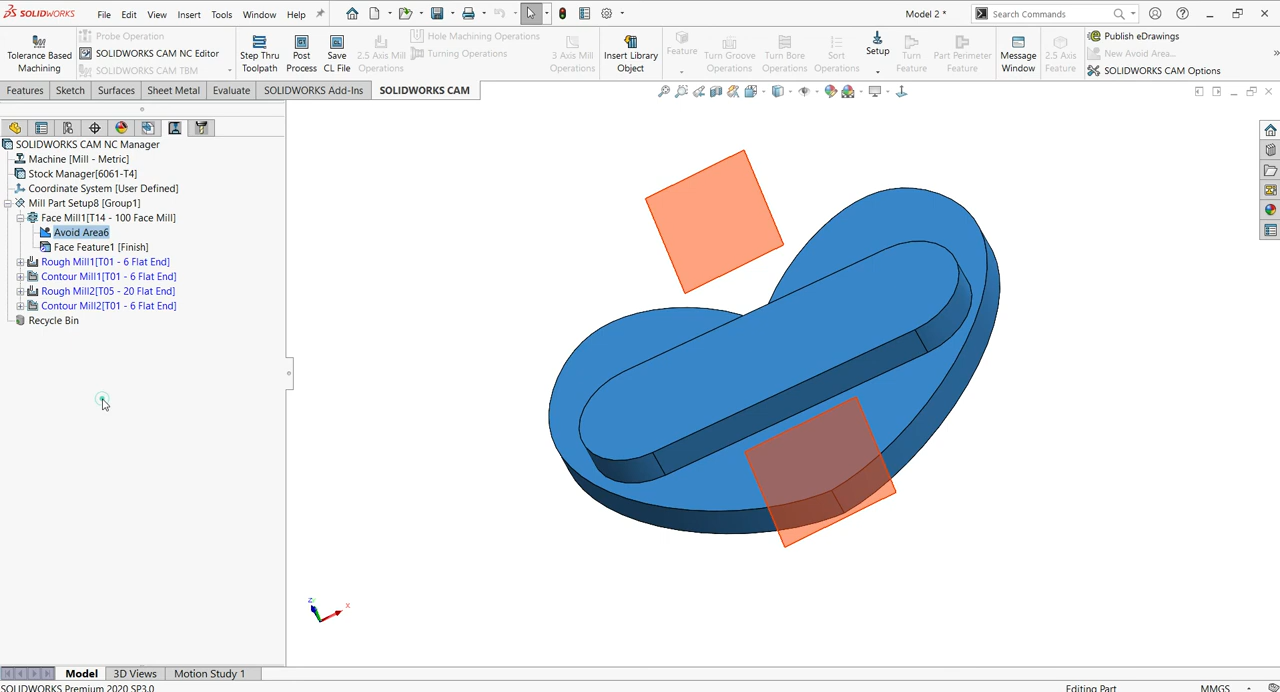 SOLIDWORKS File Edit View Insert Tools Window Help Model 2 * Search Commands
Tolerance Based Machining
Probe Operation
SOLIDWORKS CAM NC Editor
SOLIDWORKS CAM TBM
Step Thru Toolpath
Post Process
Save CL File
2.5 Axis Mill Operations
Hole Machining Operations
Turning Operations
3 Axis Mill Operations
Insert Library Object
Feature
Turn Groove Operations
Turn Bore Operations
Sort Operations
Setup
Turn Feature
Part Perimeter Feature
Message Window
2.5 Axis Feature
Publish eDrawings
New Avoid Area...
SOLIDWORKS CAM Options
Features Sketch Surfaces Sheet Metal Evaluate SOLIDWORKS Add-Ins SOLIDWORKS CAM
SOLIDWORKS CAM NC Manager
Machine [Mill - Metric]
Stock Manager[6061-T4]
Coordinate System [User Defined]
Mill Part Setup8 [Group1]
Face Mill1[T14 - 100 Face Mill]
Avoid Area6
Face Feature1 [Finish]
Rough Mill1[T01 - 6 Flat End]
Contour Mill1[T01 - 6 Flat End]
Rough Mill2[T05 - 20 Flat End]
Contour Mill2[T01 - 6 Flat End]
Recycle Bin
Z X
Model 3D Views Motion Study 1
SOLIDWORKS Premium 2020 SP3.0 Editing Part MMGS